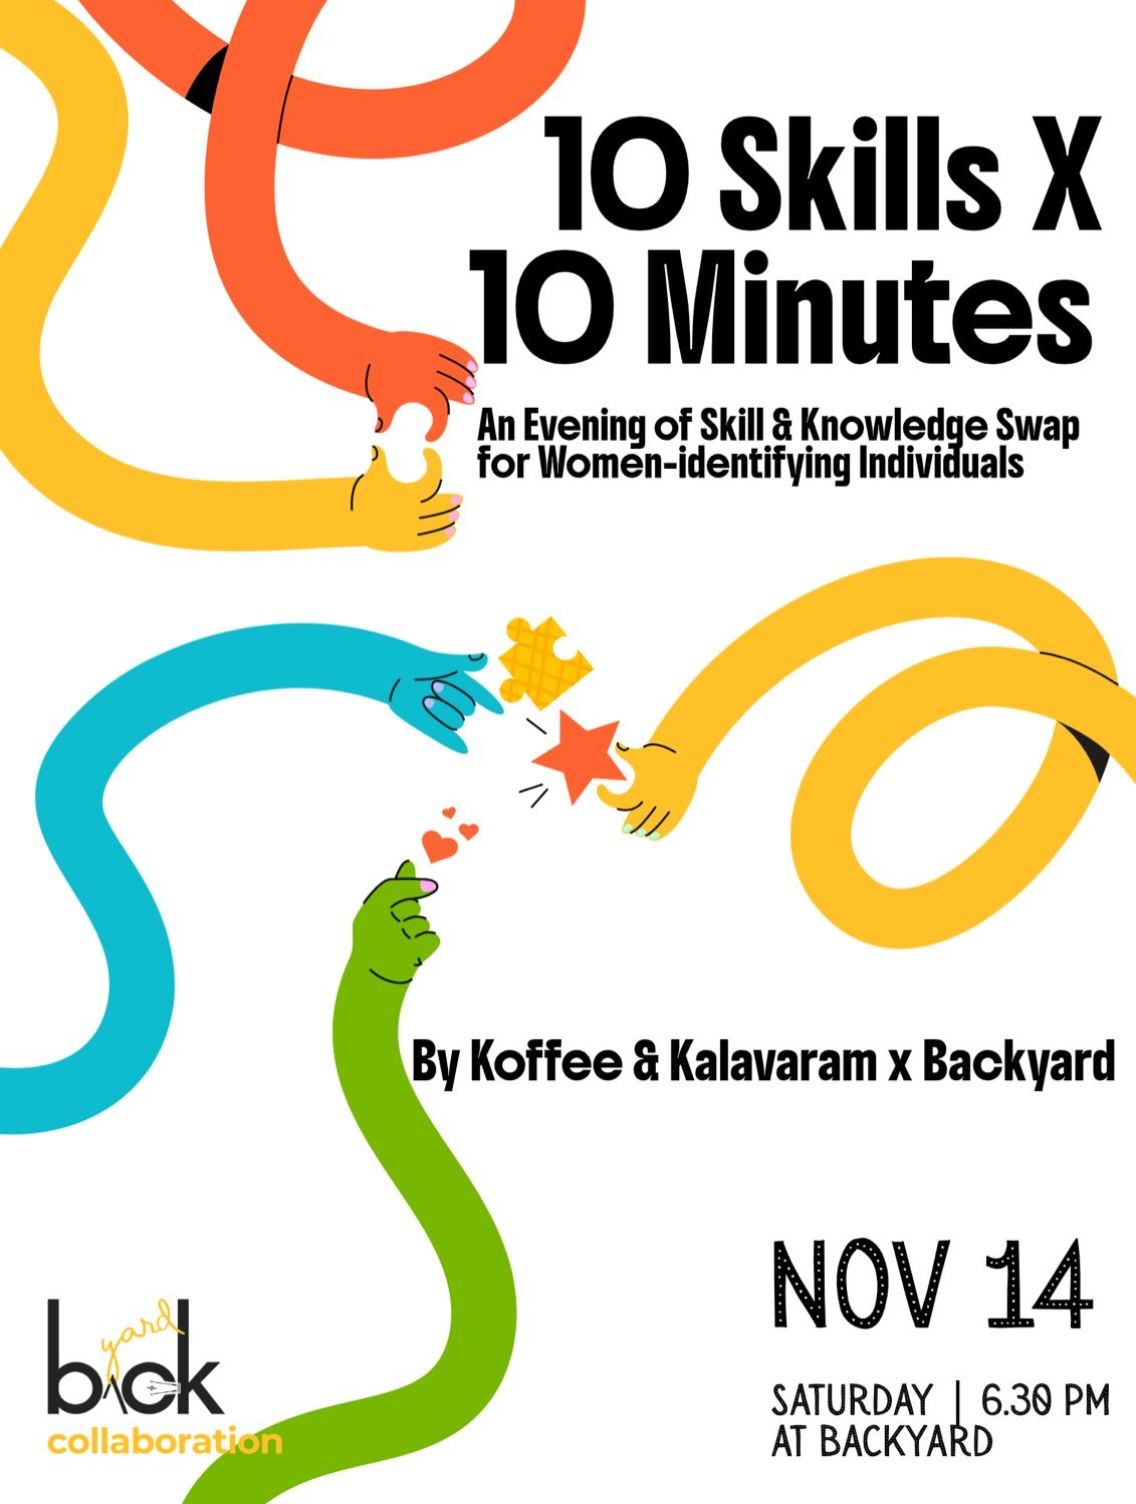 10 Skills X
10 Minutes
An Evening of Skill & Knowledge Swap
for Women-identifying Individuals
By Koffee & Kalavaram x Backyard
NOV 14
SATURDAY | 6.30 PM
AT BACKYARD
back yard
collaboration